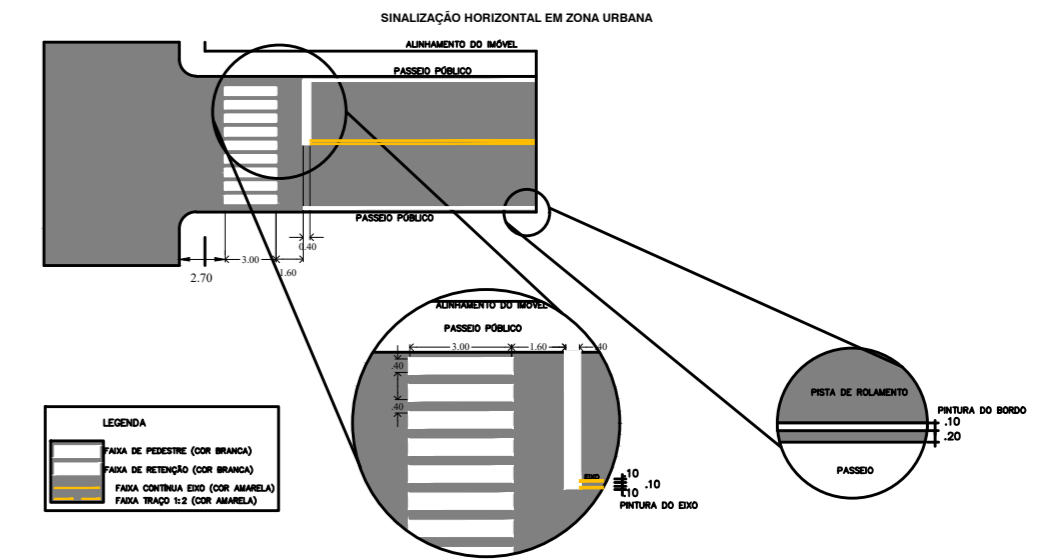 SINALIZAÇÃO HORIZONTAL EM ZONA URBANA
ALINHAMENTO DO IMÓVEL
PASSEIO PÚBLICO
PASSEIO PÚBLICO
0.40
3.00
1.60
2.70
ALINHAMENTO DO IMÓVEL
PASSEIO PÚBLICO
3.00
1.60
.40
.40
.40
EIXO
.10
.10
.10
PINTURA DO EIXO
PISTA DE ROLAMENTO
PINTURA DO BORDO
.10
.20
PASSEIO
LEGENDA
FAIXA DE PEDESTRE (COR BRANCA)
FAIXA DE RETENÇÃO (COR BRANCA)
FAIXA CONTÍNUA EIXO (COR AMARELA)
FAIXA TRAÇO 1:2 (COR AMARELA)